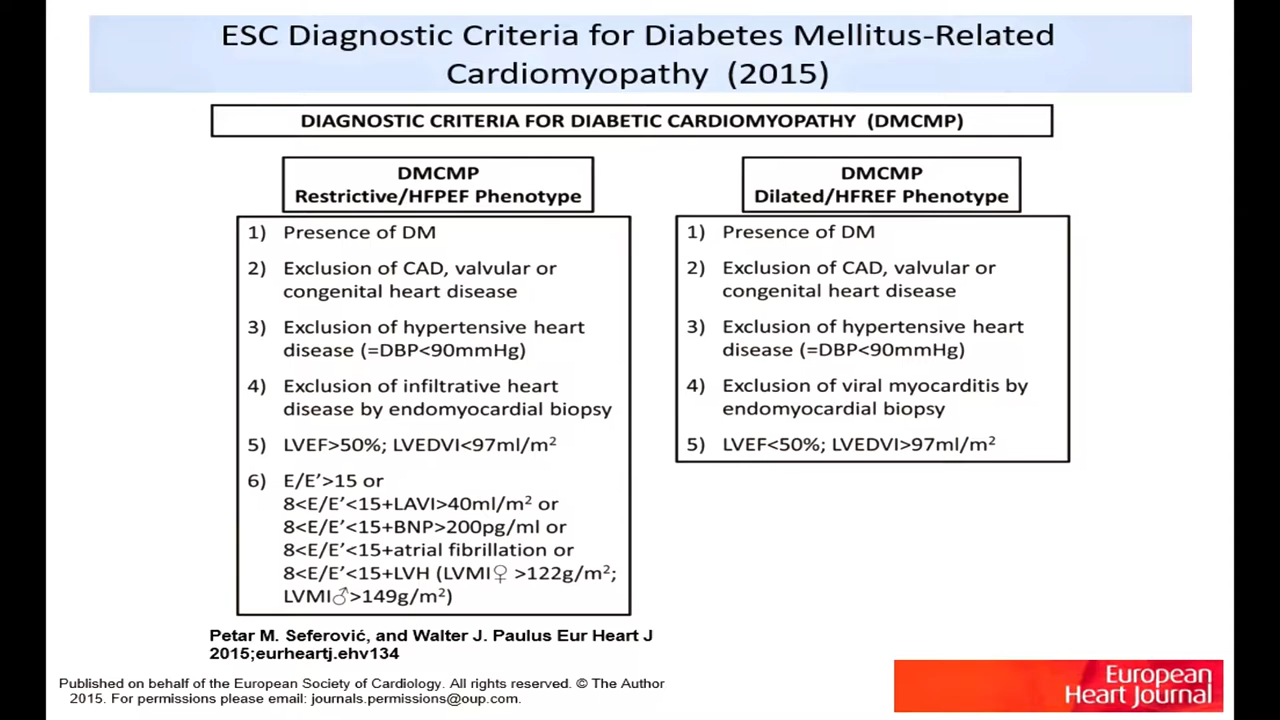 ESC Diagnostic Criteria for Diabetes Mellitus-Related
Cardiomyopathy (2015)
DIAGNOSTIC CRITERIA FOR DIABETIC CARDIOMYOPATHY (DMCMP)
DMCMP
Restrictive/HFPEF Phenotype
1) Presence of DM
2) Exclusion of CAD, valvular or
congenital heart disease
3) Exclusion of hypertensive heart
disease (=DBP<90mmHg)
4) Exclusion of infiltrative heart
disease by endomyocardial biopsy
5) LVEF>50%; LVEDVI<97ml/m²
6) E/E’>15 or
8<E/E’<15+LAVI>40ml/m² or
8<E/E’<15+BNP>200pg/ml or
8<E/E’<15+atrial fibrillation or
8<E/E’<15+LVH (LVMI♀ >122g/m²;
LVMI♂>149g/m²)
DMCMP
Dilated/HFREF Phenotype
1) Presence of DM
2) Exclusion of CAD, valvular or
congenital heart disease
3) Exclusion of hypertensive heart
disease (=DBP<90mmHg)
4) Exclusion of viral myocarditis by
endomyocardial biopsy
5) LVEF<50%; LVEDVI>97ml/m²
Petar M. Seferović, and Walter J. Paulus Eur Heart J
2015;eurheartj.ehv134
Published on behalf of the European Society of Cardiology. All rights reserved. © The Author
2015. For permissions please email: journals.permissions@oup.com.
European
Heart Journal